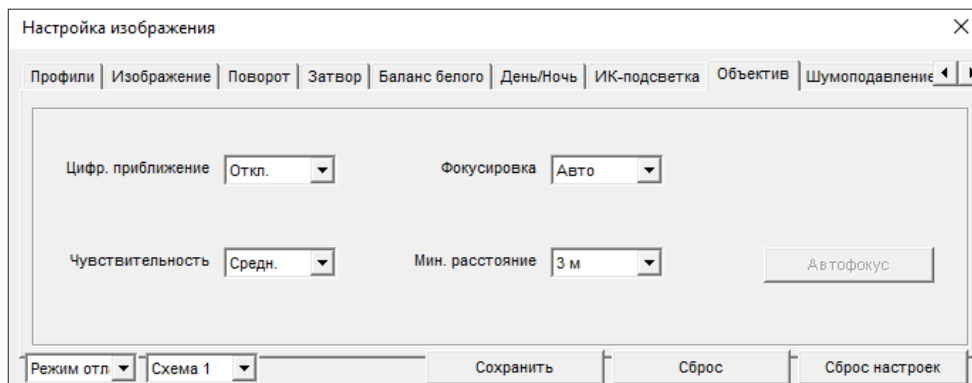 Настройка изображения
Профили Изображение Поворот Затвор Баланс белого День/Ночь ИК-подсветка Объектив Шумоподавление
Цифр. приближение Откл. Фокусировка Авто
Чувствительность Средн. Мин. расстояние 3 м Автофокус
Режим отл Схема 1 Сохранить Сброс Сброс настроек